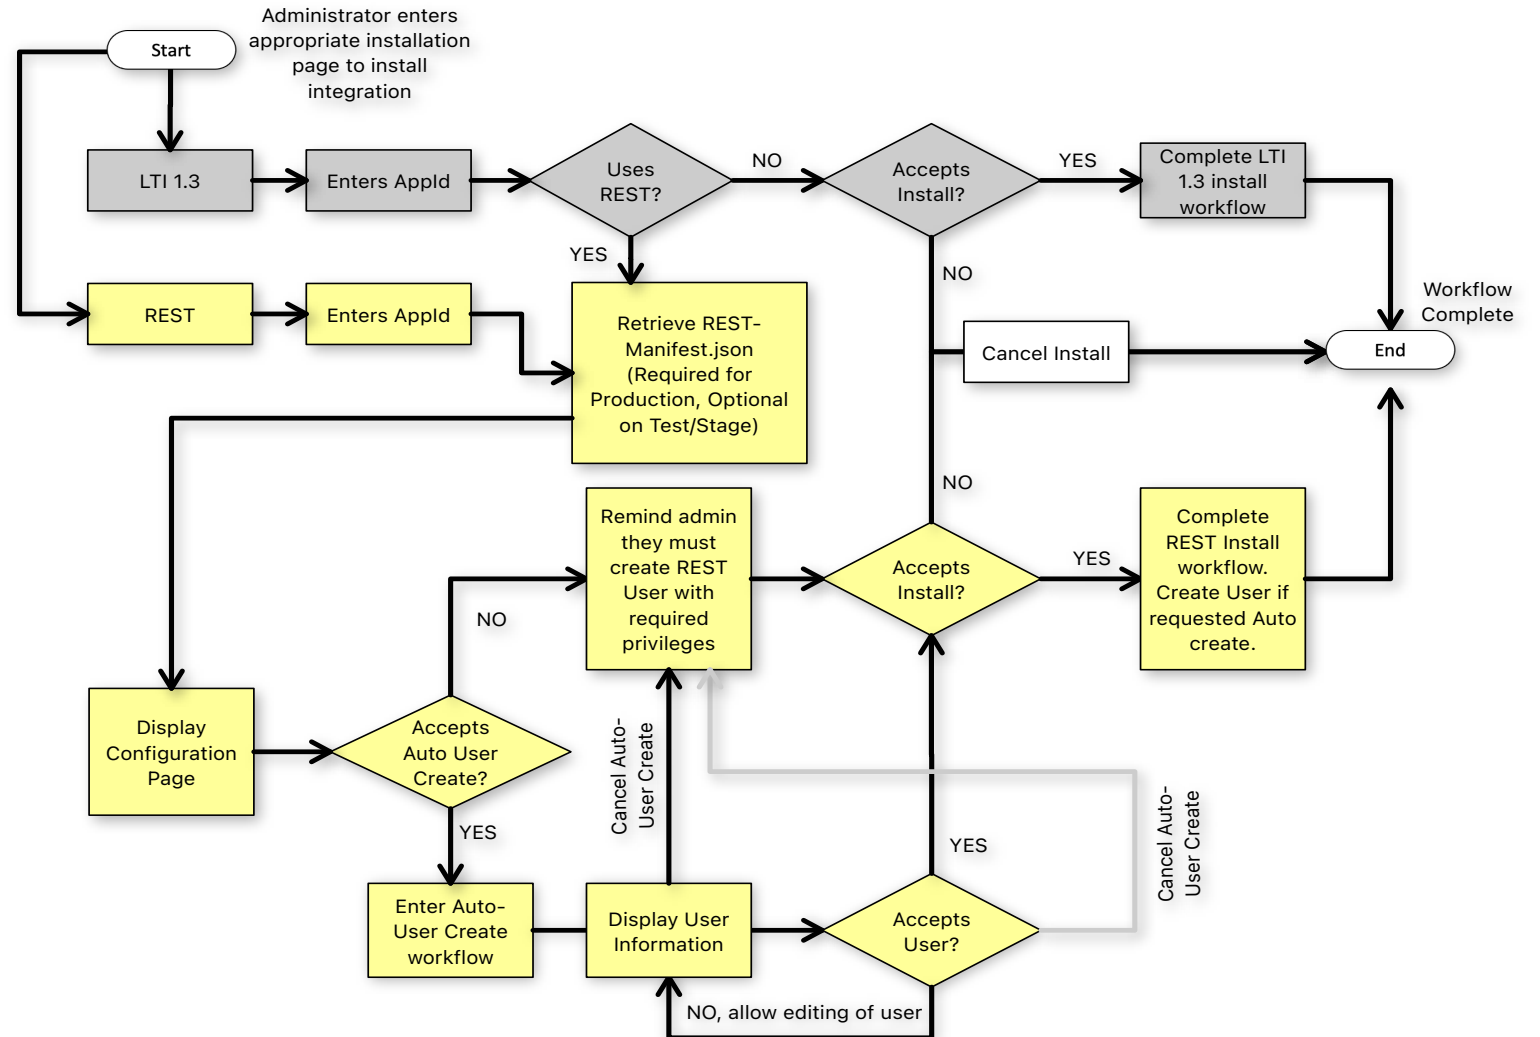 Administrator enters
appropriate installation
page to install
integration
Start
LTI 1.3
Enters AppId
Uses
REST?
NO
Accepts
Install?
YES
Complete LTI
1.3 install
workflow
YES
NO
REST
Enters AppId
Retrieve REST-
Manifest.json
(Required for
Production, Optional
on Test/Stage)
Cancel Install
Workflow
Complete
End
NO
Remind admin
they must
create REST
User with
required
privileges
Accepts
Install?
YES
Complete
REST Install
workflow.
Create User if
requested Auto
create.
NO
Display
Configuration
Page
Accepts
Auto User
Create?
Cancel Auto-
User Create
YES
YES
Cancel Auto-
User Create
Enter Auto-
User Create
workflow
Display User
Information
Accepts
User?
NO, allow editing of user